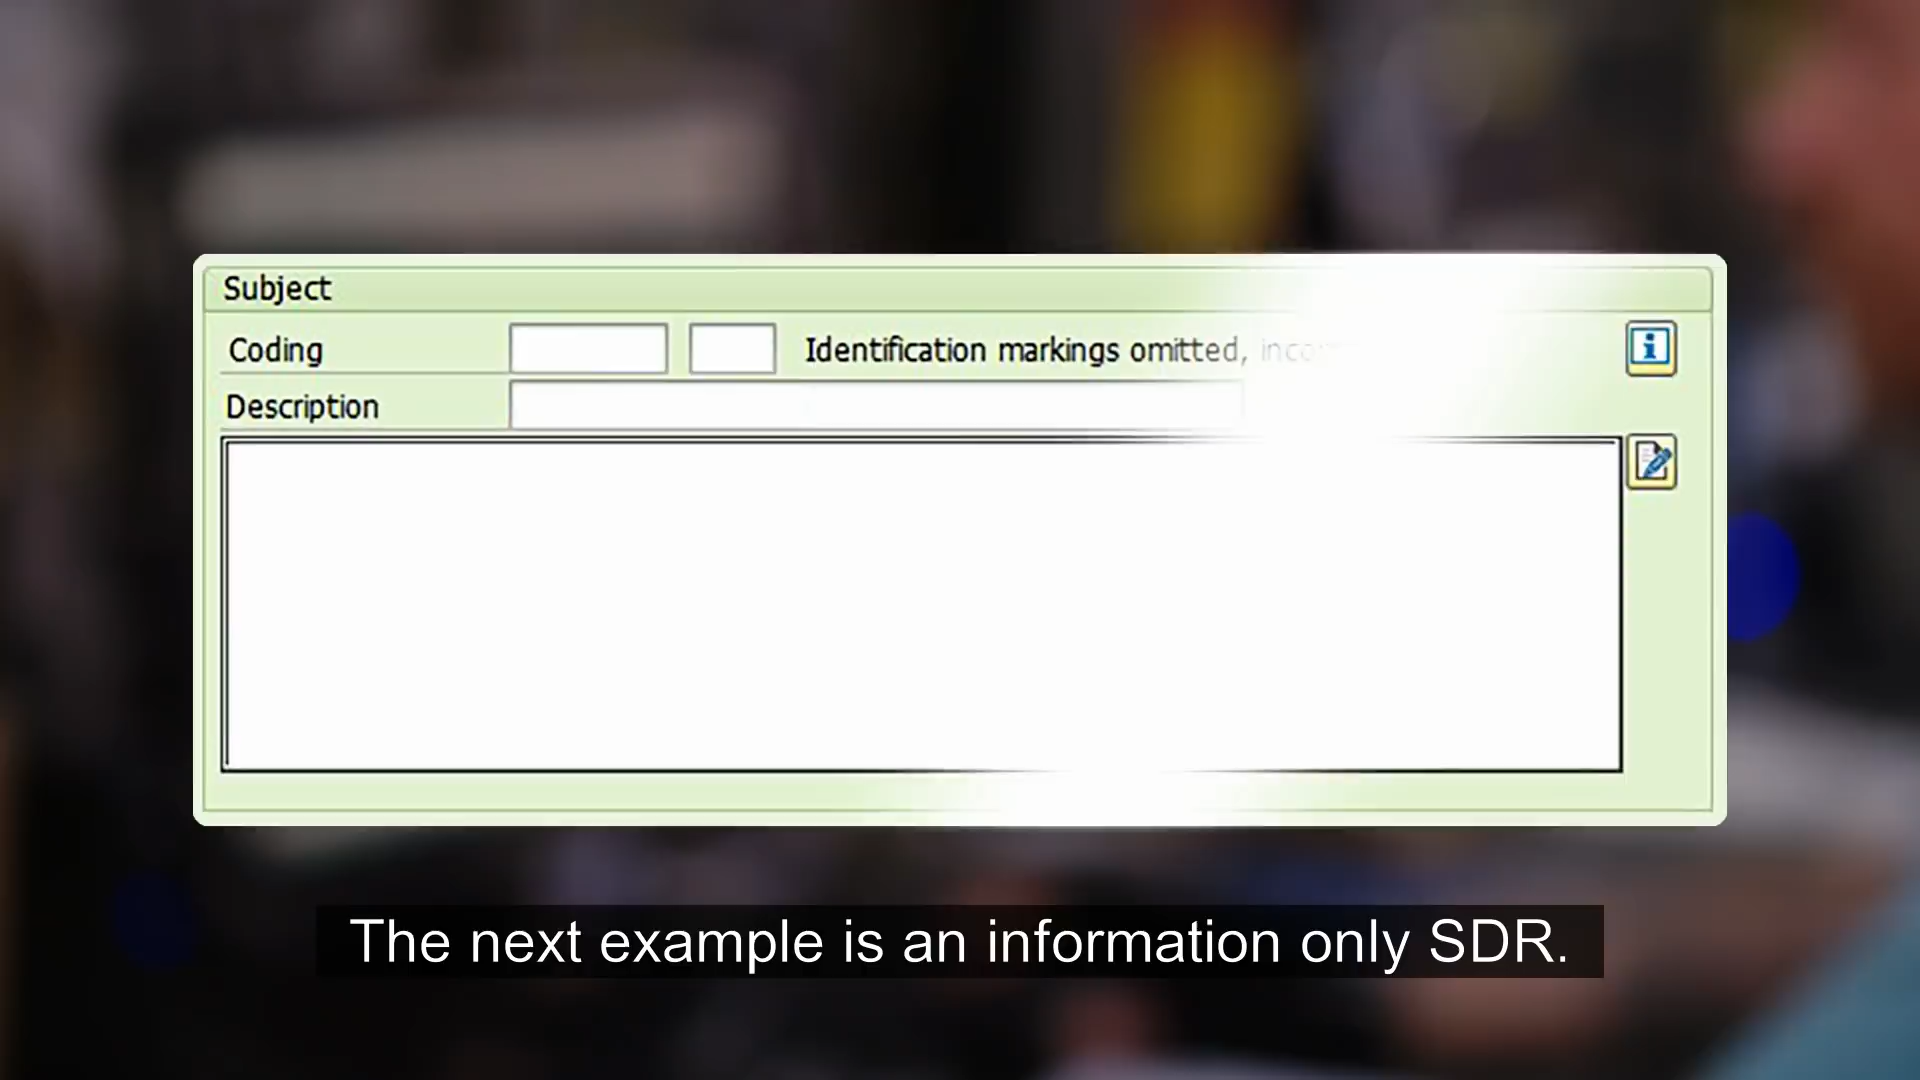 Subject
Coding Identification markings omitted,
Description
The next example is an information only SDR.